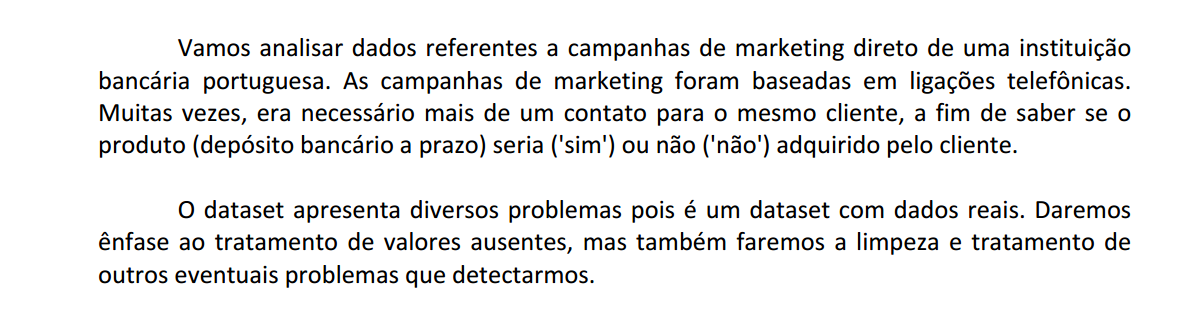 Vamos analisar dados referentes a campanhas de marketing direto de uma instituição
bancária portuguesa. As campanhas de marketing foram baseadas em ligações telefônicas.
Muitas vezes, era necessário mais de um contato para o mesmo cliente, a fim de saber se o
produto (depósito bancário a prazo) seria ('sim') ou não ('não') adquirido pelo cliente.
O dataset apresenta diversos problemas pois é um dataset com dados reais. Daremos
ênfase ao tratamento de valores ausentes, mas também faremos a limpeza e tratamento de
outros eventuais problemas que detectarmos.